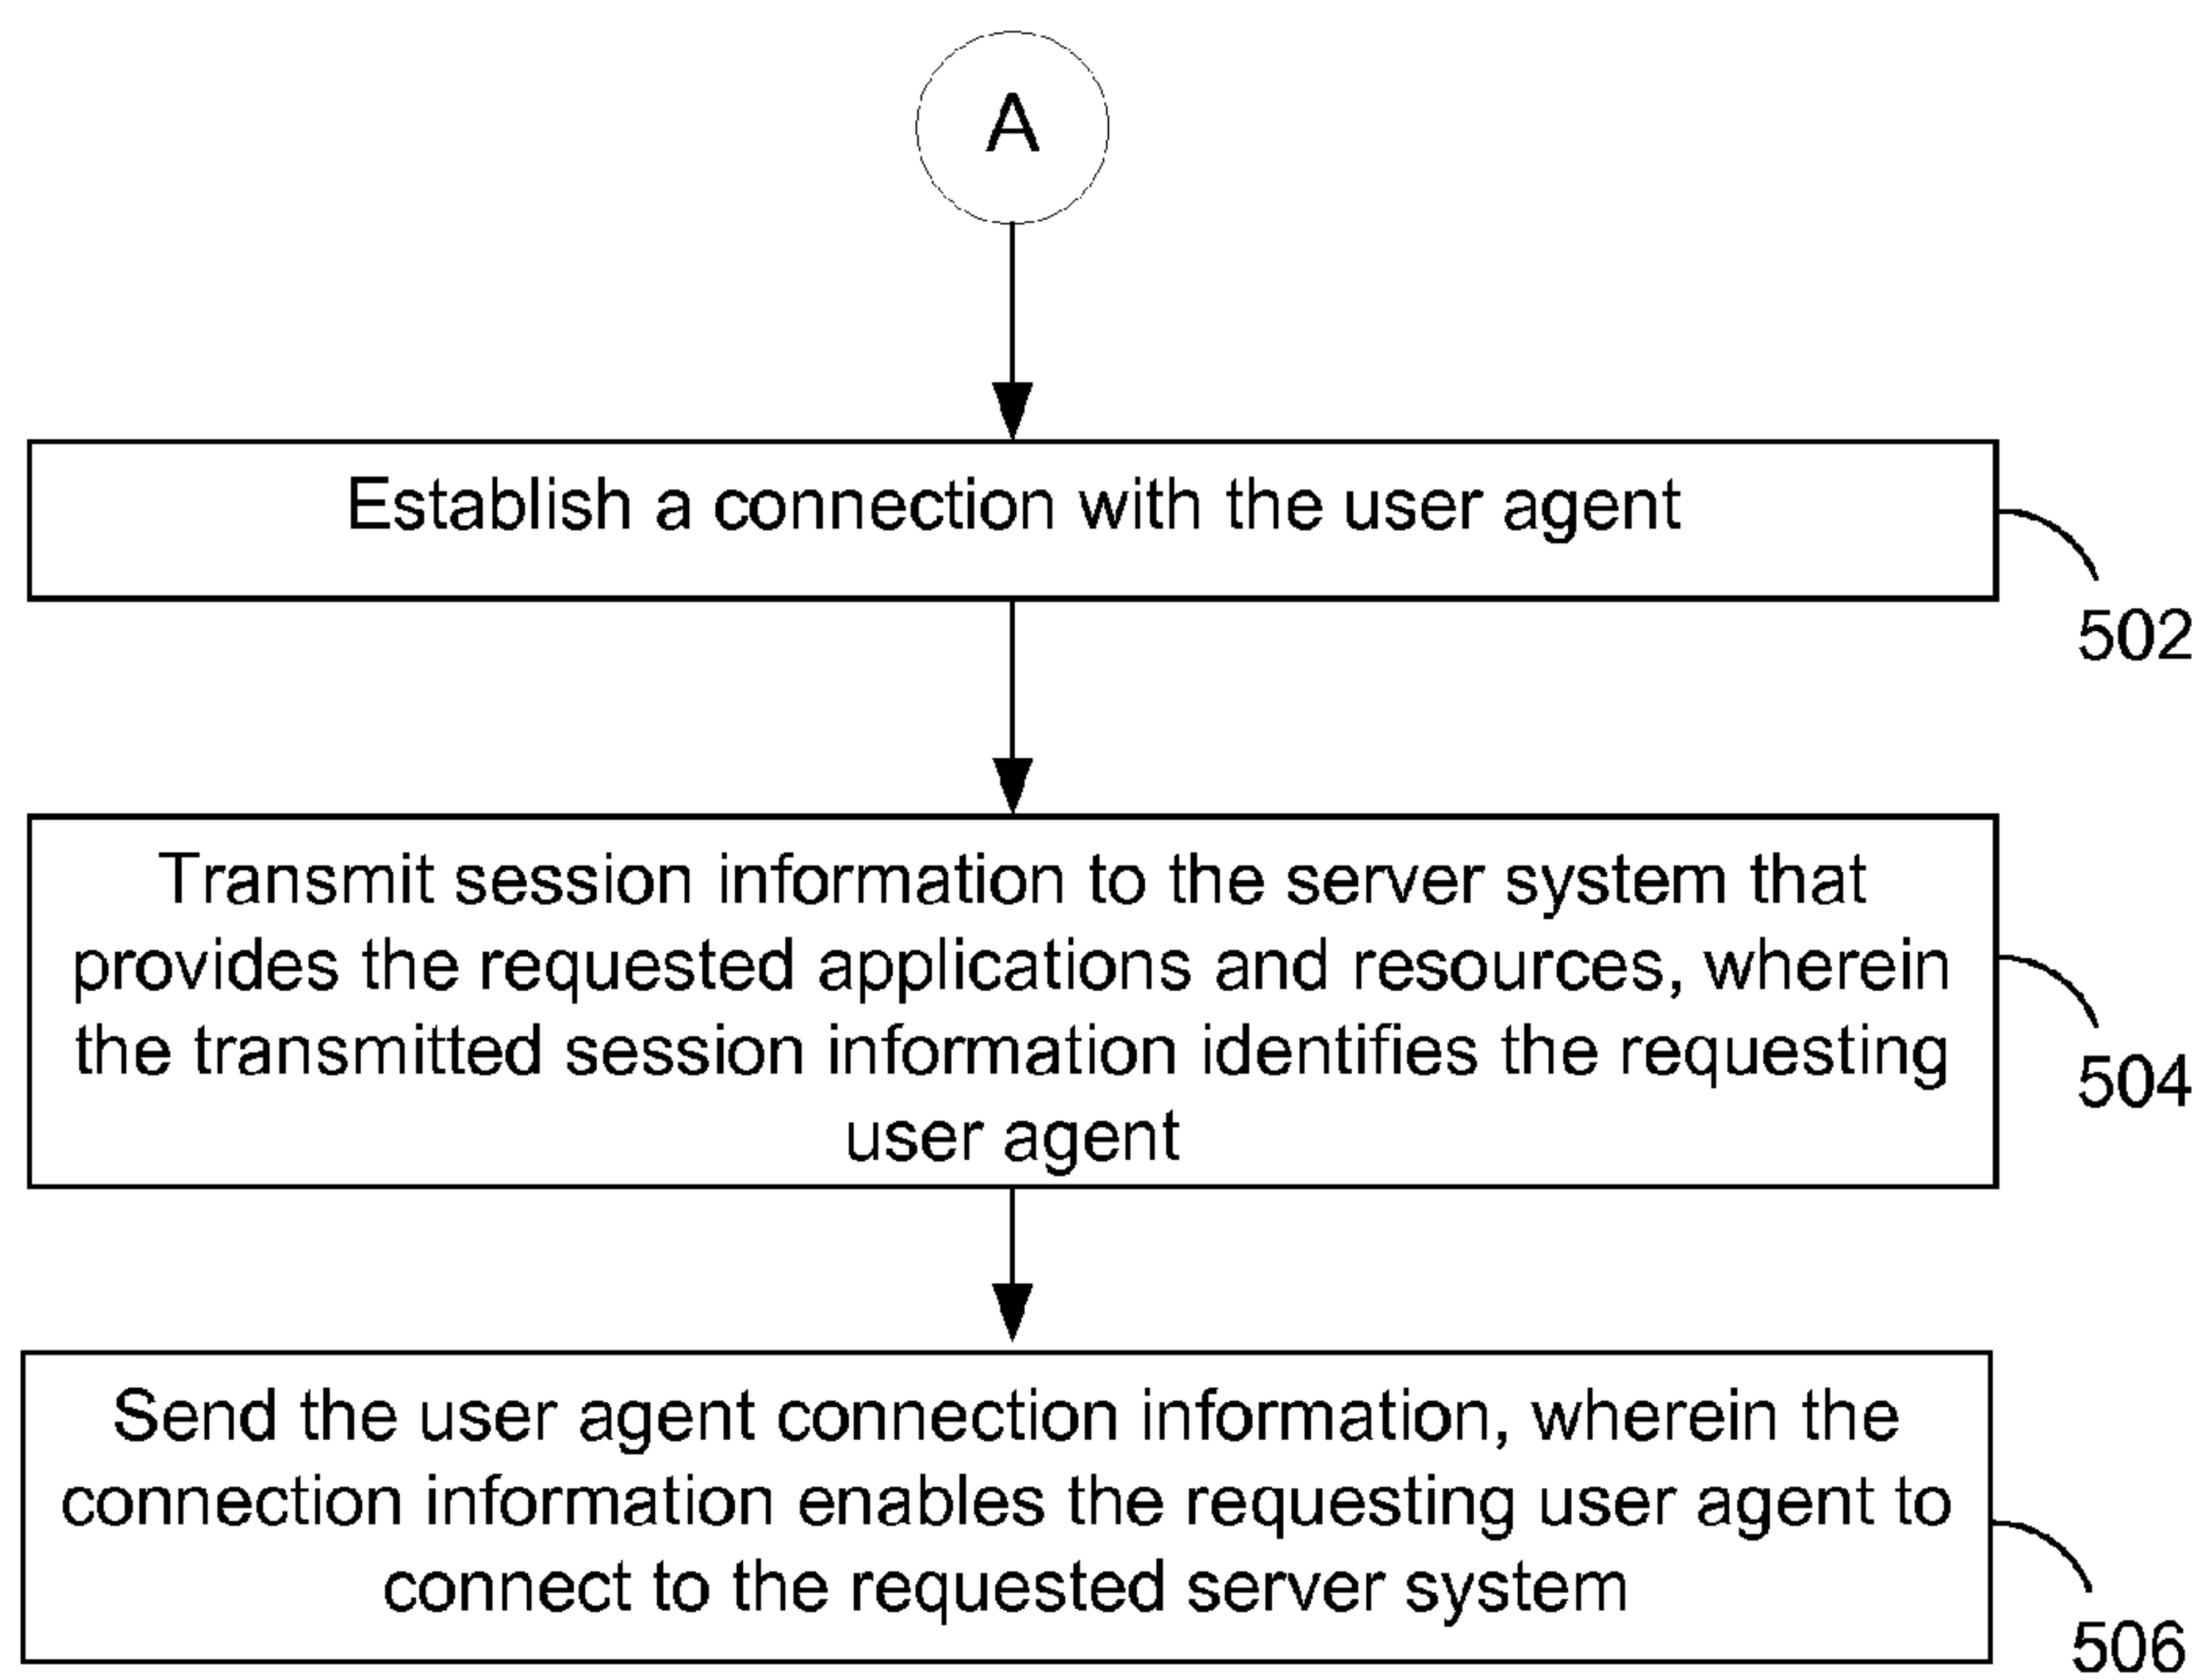 A
Establish a connection with the user agent
502
Transmit session information to the server system that
provides the requested applications and resources, wherein
the transmitted session information identifies the requesting
user agent
504
Send the user agent connection information, wherein the
connection information enables the requesting user agent to
connect to the requested server system
506